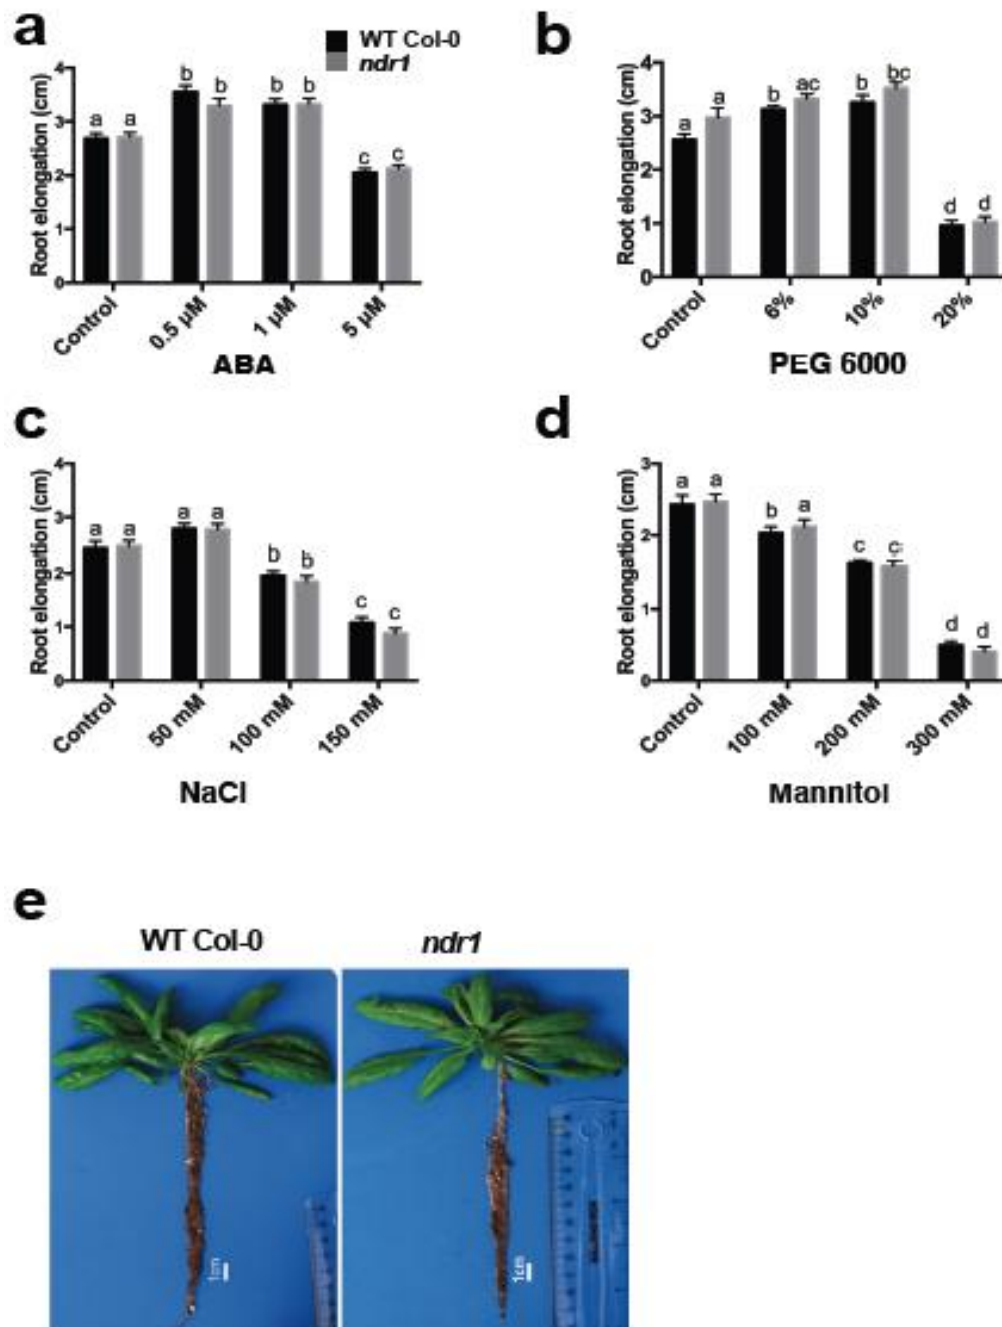 a
WT Col-0
ndr1
Root elongation (cm)
4
3
2
1
0
a a b b b b c c
Control
0.5 µM
1 µM
5 µM
ABA
b
Root elongation (cm)
4
3
2
1
0
a a b ac b bc d d
Control
6%
10%
20%
PEG 6000
c
Root elongation (cm)
4
3
2
1
0
a a a a b b c c
Control
50 mM
100 mM
150 mM
NaCl
d
Root elongation (cm)
3
2
1
0
a a b a c c d d
Control
100 mM
200 mM
300 mM
Mannitol
e
WT Col-0
ndr1
1cm
1cm